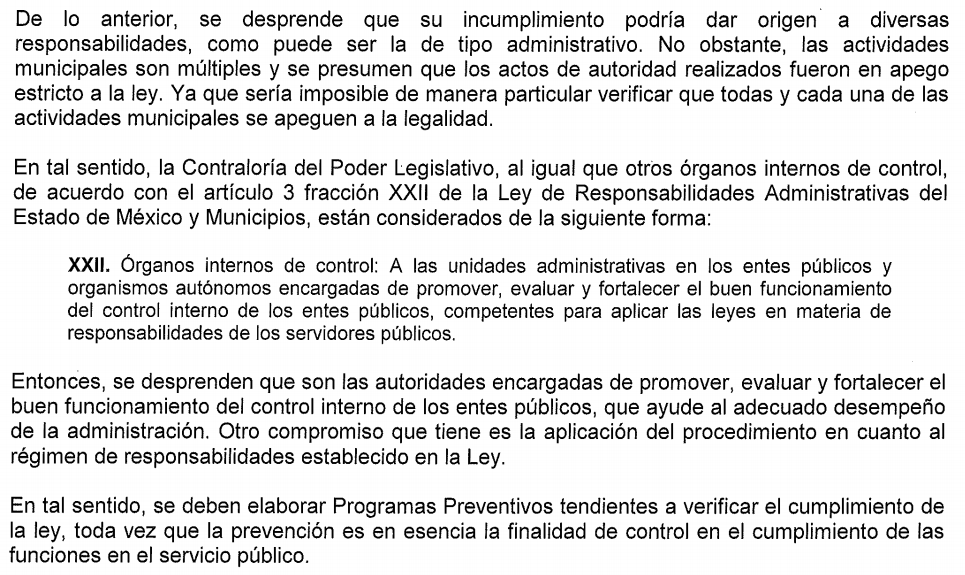 De lo anterior, se desprende que su incumplimiento podría dar origen a diversas
responsabilidades, como puede ser la de tipo administrativo. No obstante, las actividades
municipales son múltiples y se presumen que los actos de autoridad realizados fueron en apego
estricto a la ley. Ya que sería imposible de manera particular verificar que todas y cada una de las
actividades municipales se apeguen a la legalidad.
En tal sentido, la Contraloría del Poder Legislativo, al igual que otros órganos internos de control,
de acuerdo con el artículo 3 fracción XXII de la Ley de Responsabilidades Administrativas del
Estado de México y Municipios, están considerados de la siguiente forma:
XXII. Órganos internos de control: A las unidades administrativas en los entes públicos y
organismos autónomos encargadas de promover, evaluar y fortalecer el buen funcionamiento
del control interno de los entes públicos, competentes para aplicar las leyes en materia de
responsabilidades de los servidores públicos.
Entonces, se desprenden que son las autoridades encargadas de promover, evaluar y fortalecer el
buen funcionamiento del control interno de los entes públicos, que ayude al adecuado desempeño
de la administración. Otro compromiso que tiene es la aplicación del procedimiento en cuanto al
régimen de responsabilidades establecido en la Ley.
En tal sentido, se deben elaborar Programas Preventivos tendientes a verificar el cumplimiento de
la ley, toda vez que la prevención es en esencia la finalidad de control en el cumplimiento de las
funciones en el servicio público.